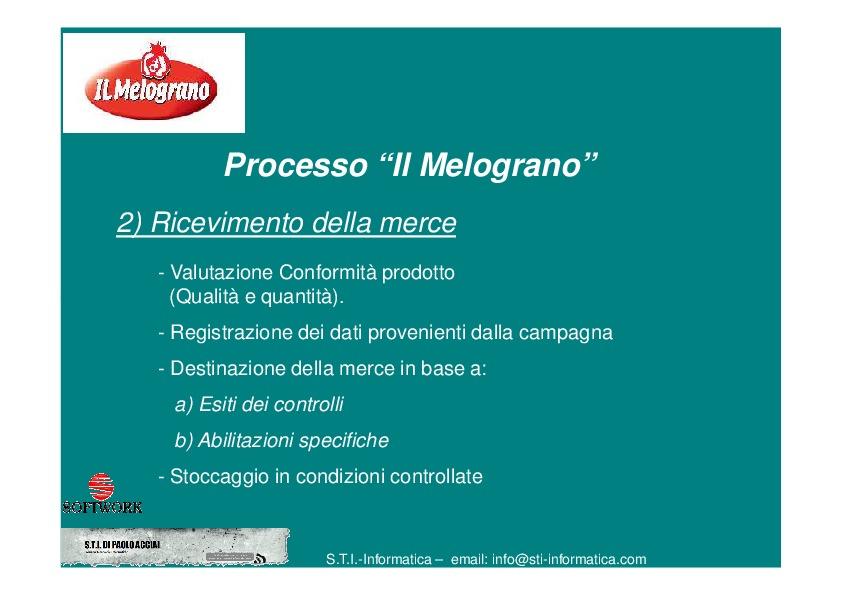 IL Melograno
Processo “Il Melograno”
2) Ricevimento della merce
- Valutazione Conformità prodotto
(Qualità e quantità).
- Registrazione dei dati provenienti dalla campagna
- Destinazione della merce in base a:
a) Esiti dei controlli
b) Abilitazioni specifiche
- Stoccaggio in condizioni controllate
SOFTWORK
S.T.I. DI PAOLO ACCIAI
S.T.I.-Informatica – email: info@sti-informatica.com